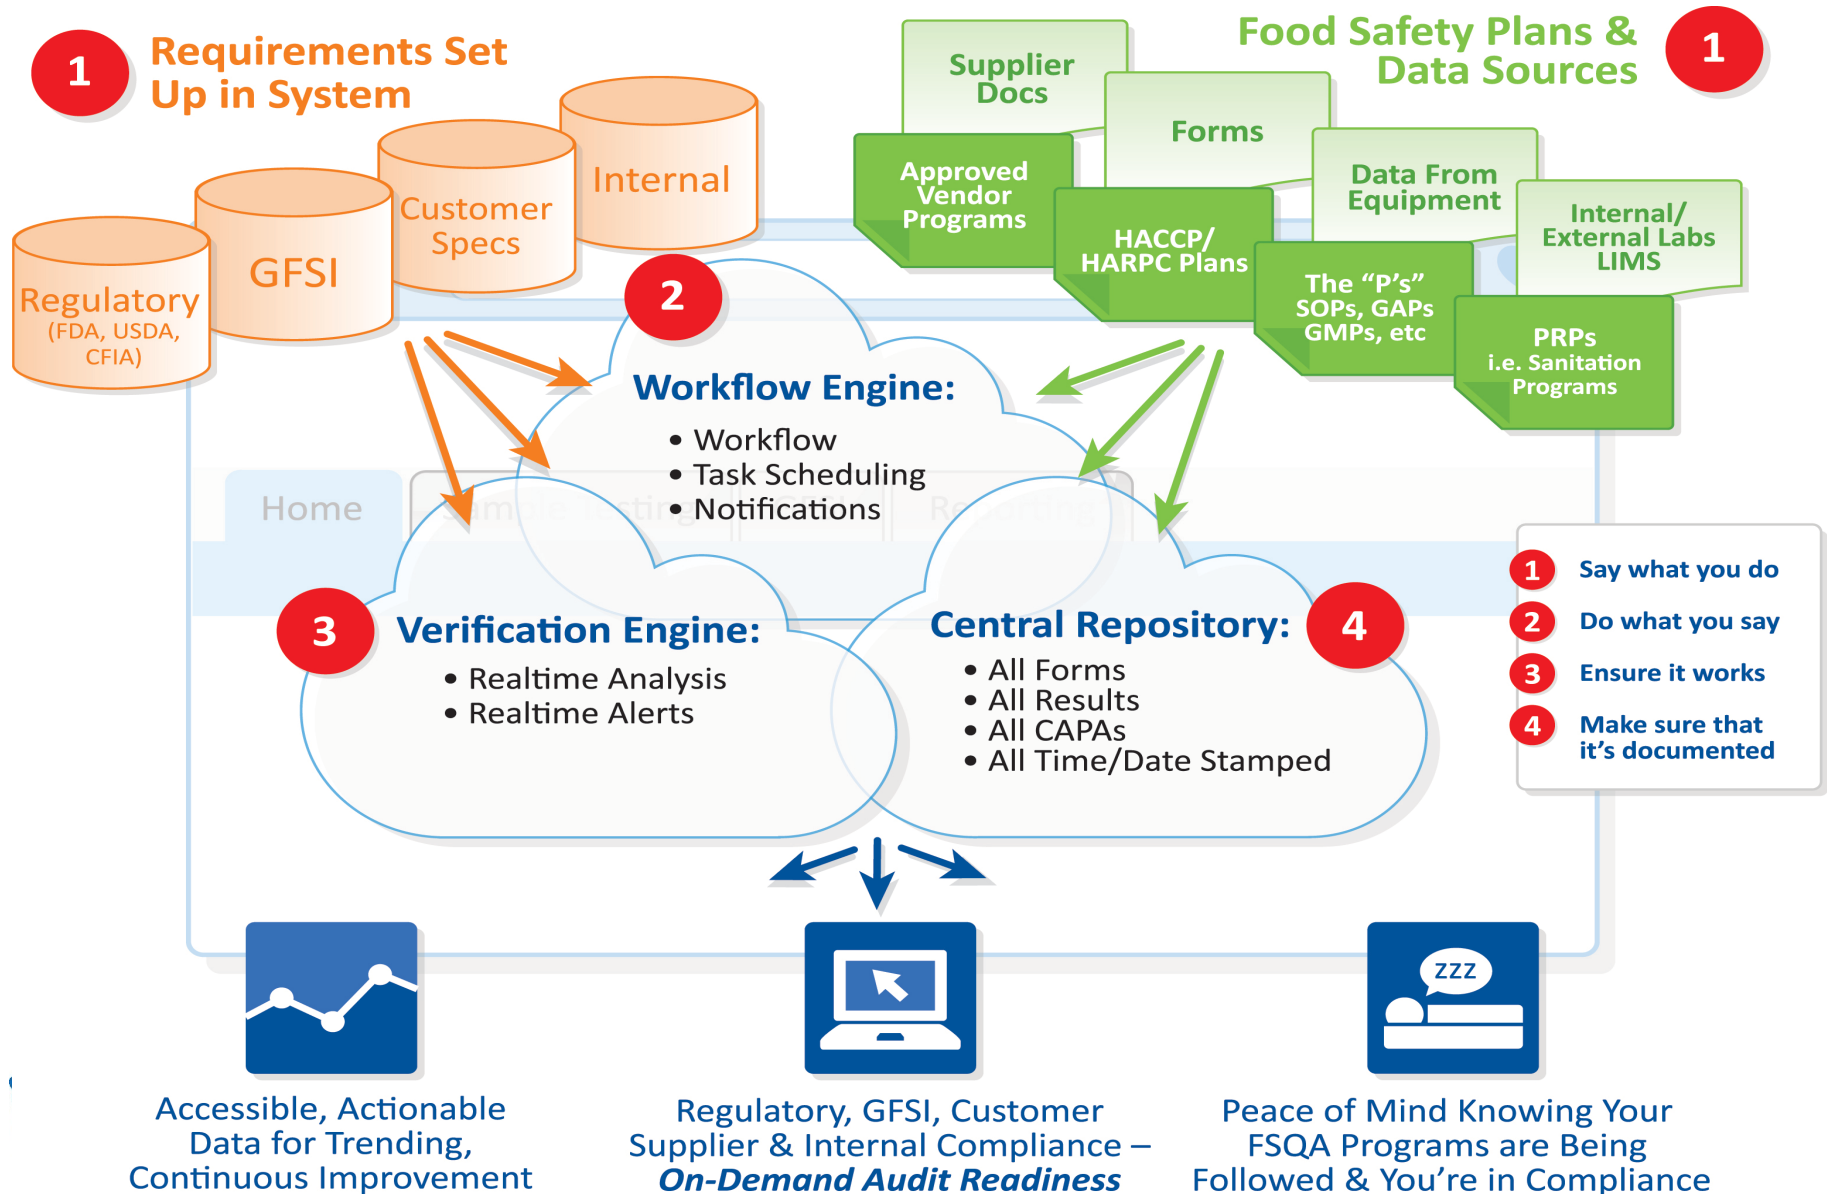 1
Requirements Set
Up in System
Internal
Customer
Specs
GFSI
Regulatory
(FDA, USDA,
CFIA)
Food Safety Plans &
Data Sources
1
Supplier
Docs
Forms
Data From
Equipment
Internal/
External Labs
LIMS
Approved
Vendor
Programs
HACCP/
HARPC Plans
The “P’s”
SOPs, GAPs
GMPs, etc
PRPs
i.e. Sanitation
Programs
2
Workflow Engine:
• Workflow
• Task Scheduling
• Notifications
Home
Sample Testing
GFSI
Reporting
3
Verification Engine:
• Realtime Analysis
• Realtime Alerts
Central Repository:
4
• All Forms
• All Results
• All CAPAs
• All Time/Date Stamped
1 Say what you do
2 Do what you say
3 Ensure it works
4 Make sure that
it’s documented
zzz
Accessible, Actionable
Data for Trending,
Continuous Improvement
Regulatory, GFSI, Customer
Supplier & Internal Compliance –
On-Demand Audit Readiness
Peace of Mind Knowing Your
FSQA Programs are Being
Followed & You’re in Compliance